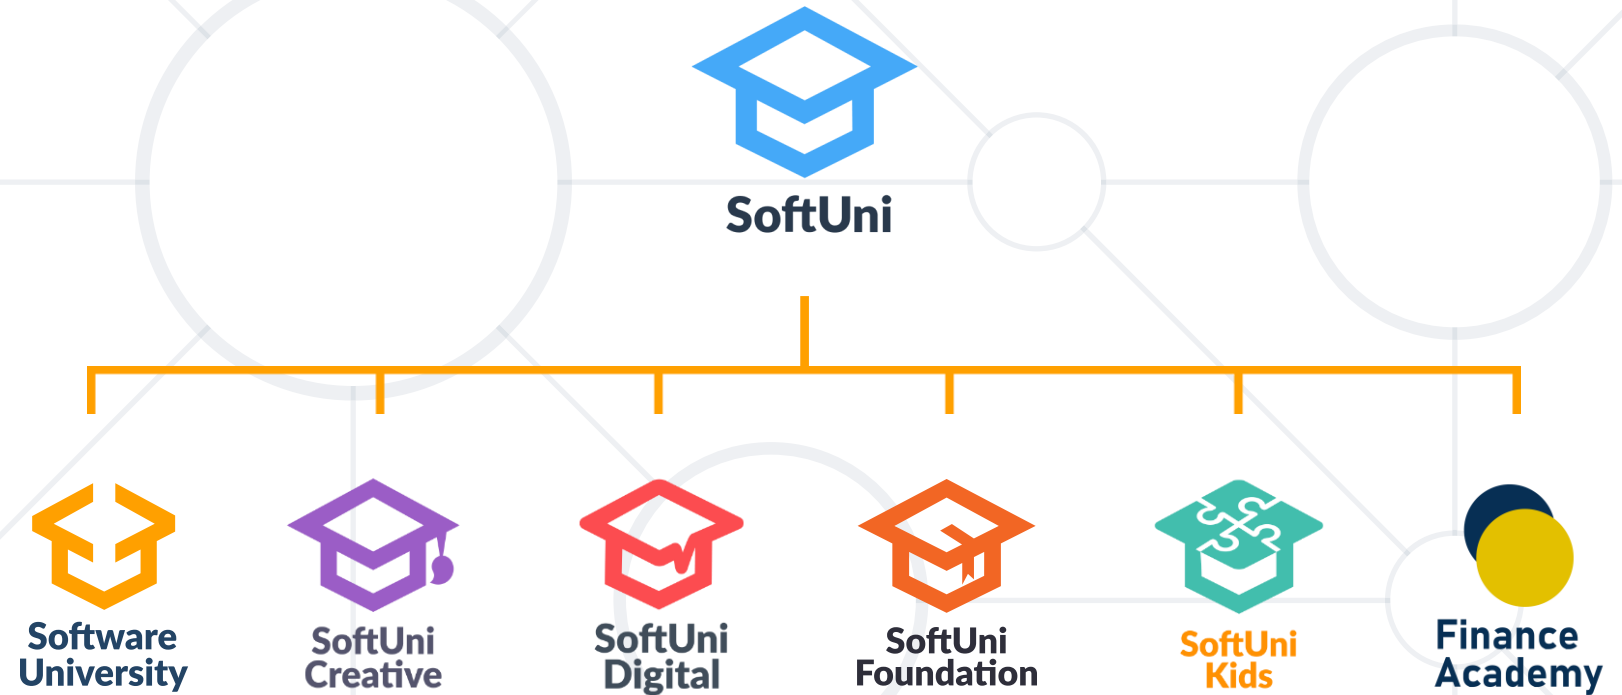 SoftUni
Software
University
SoftUni
Creative
SoftUni
Digital
SoftUni
Foundation
SoftUni
Kids
Finance
Academy